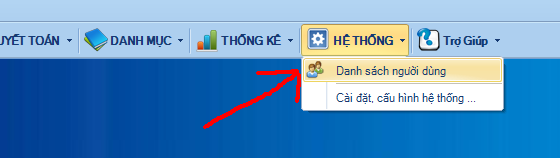 UYẾT TOÁN DANH MỤC THỐNG KÊ HỆ THỐNG Trợ Giúp
Danh sách người dùng
Cài đặt, cấu hình hệ thống ...